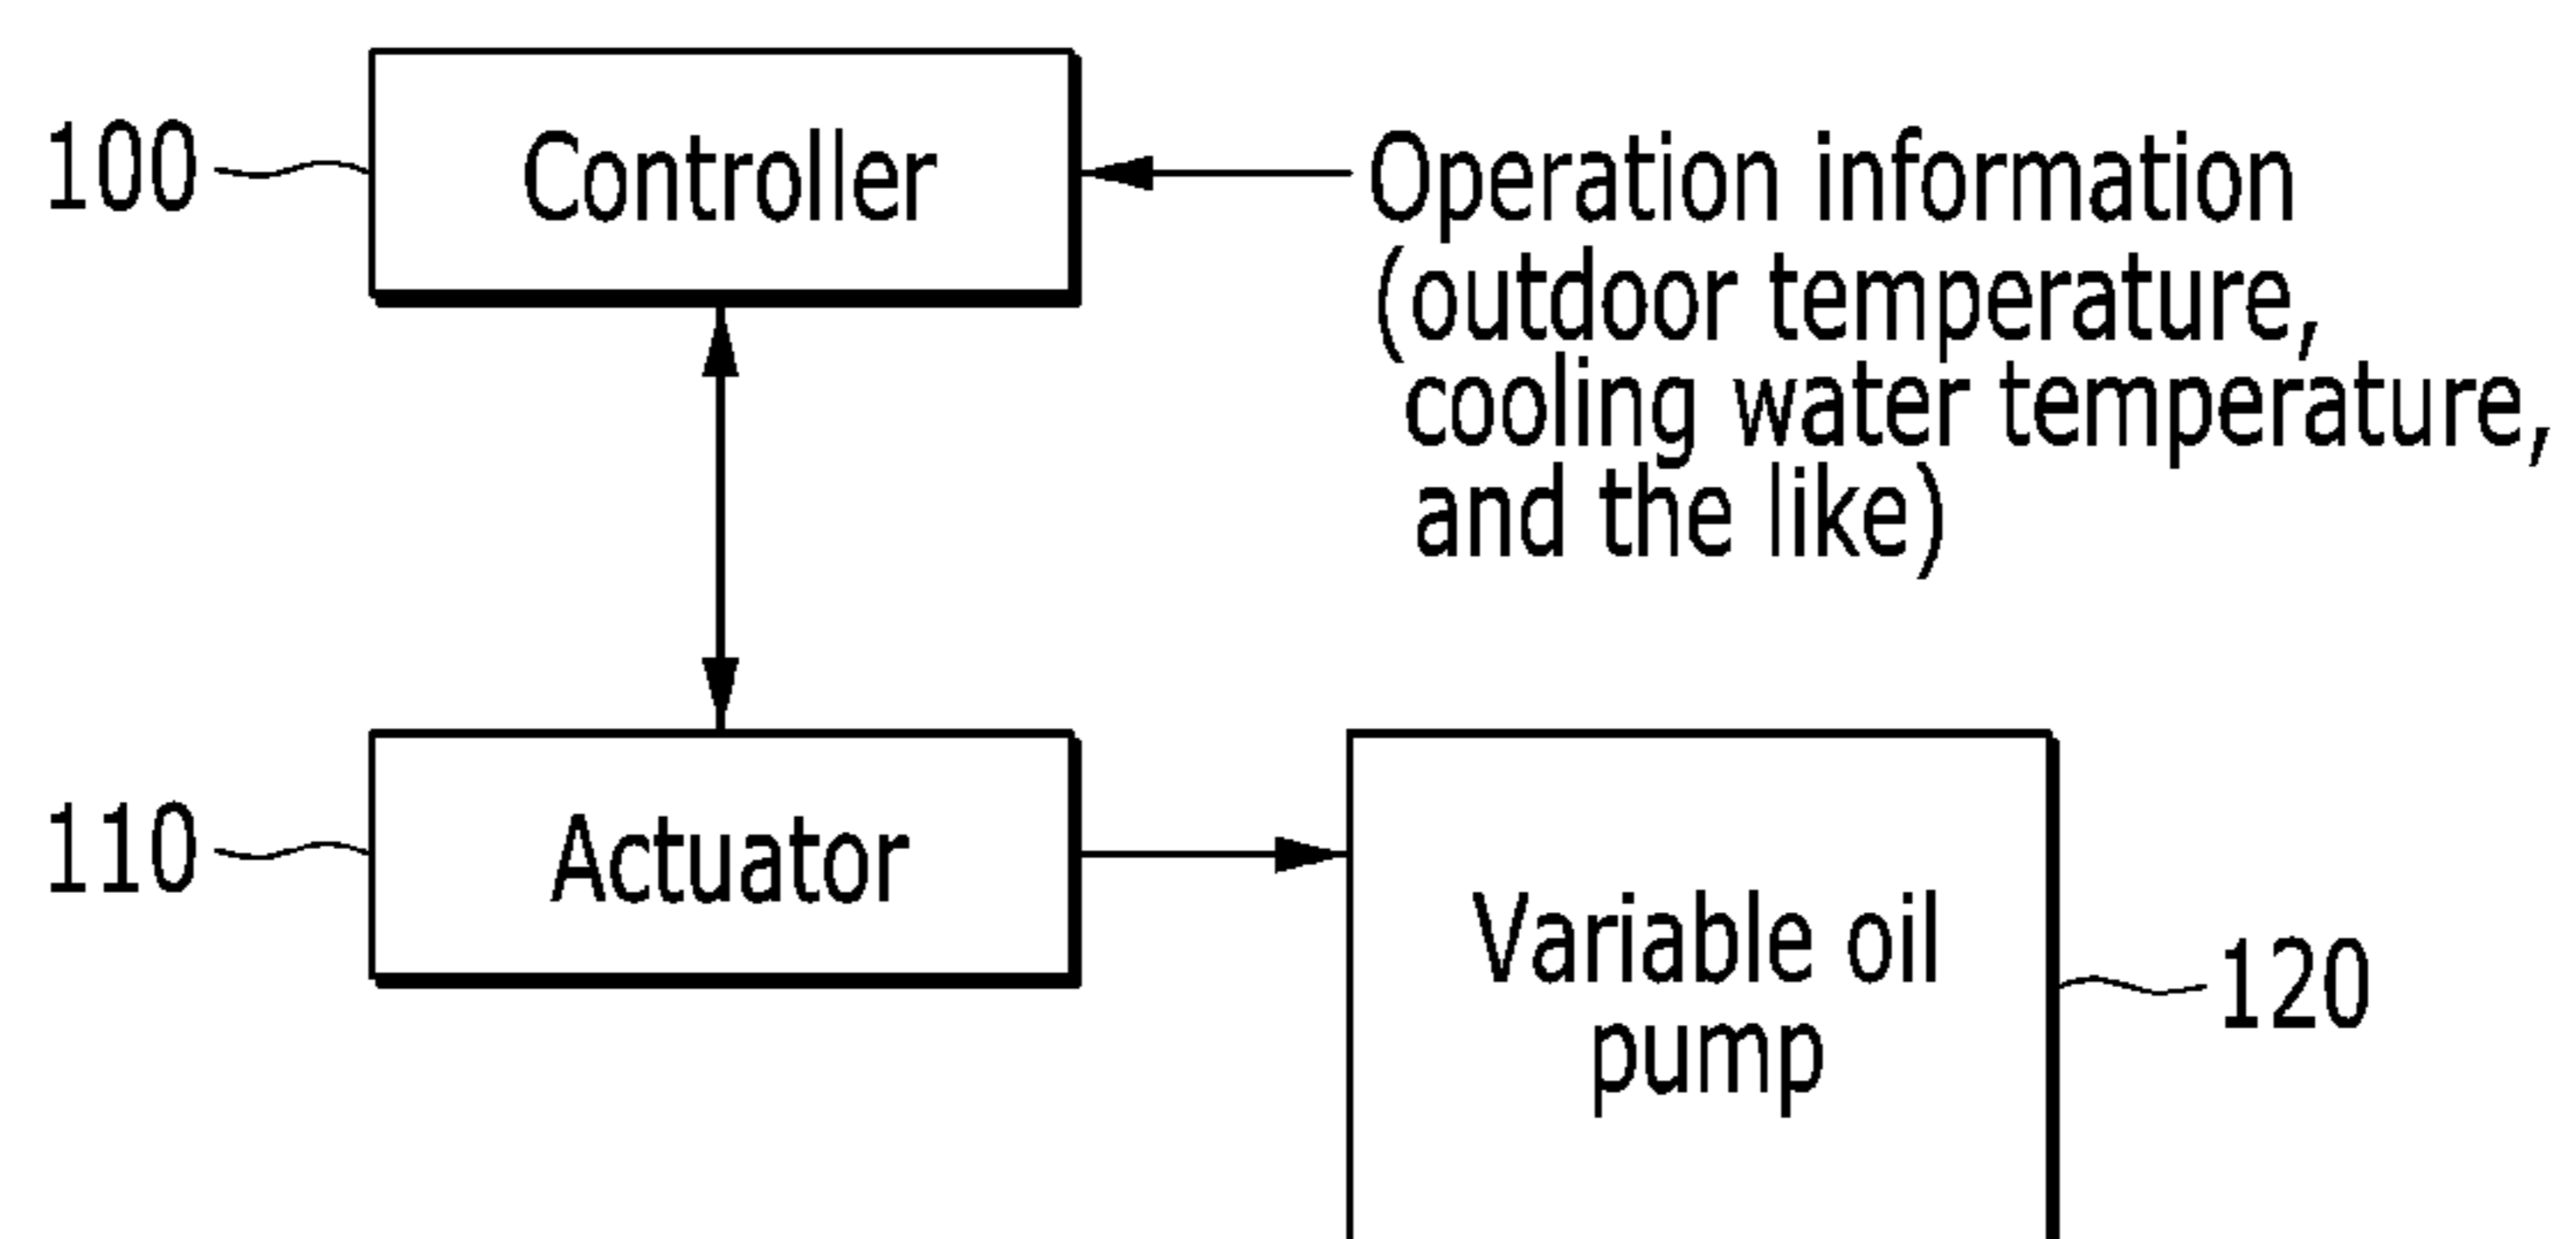 100
Controller
Operation information
(outdoor temperature,
cooling water temperature,
and the like)
110
Actuator
Variable oil
pump
120